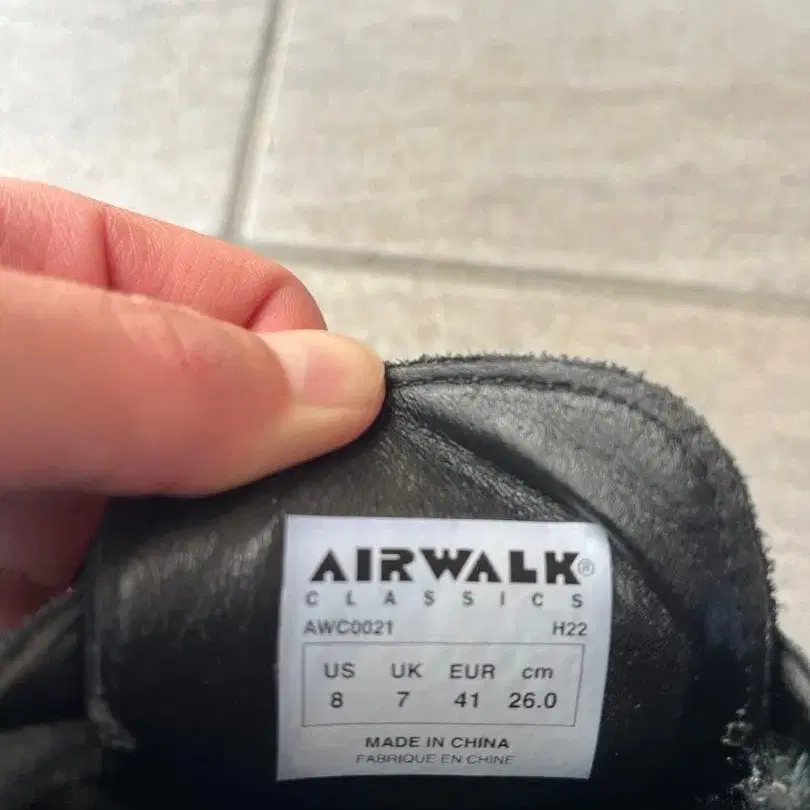 AIRWALK®
CLASSICS
AWC0021 H22
US UK EUR cm
8 7 41 26.0
MADE IN CHINA
FABRIQUE EN CHINE